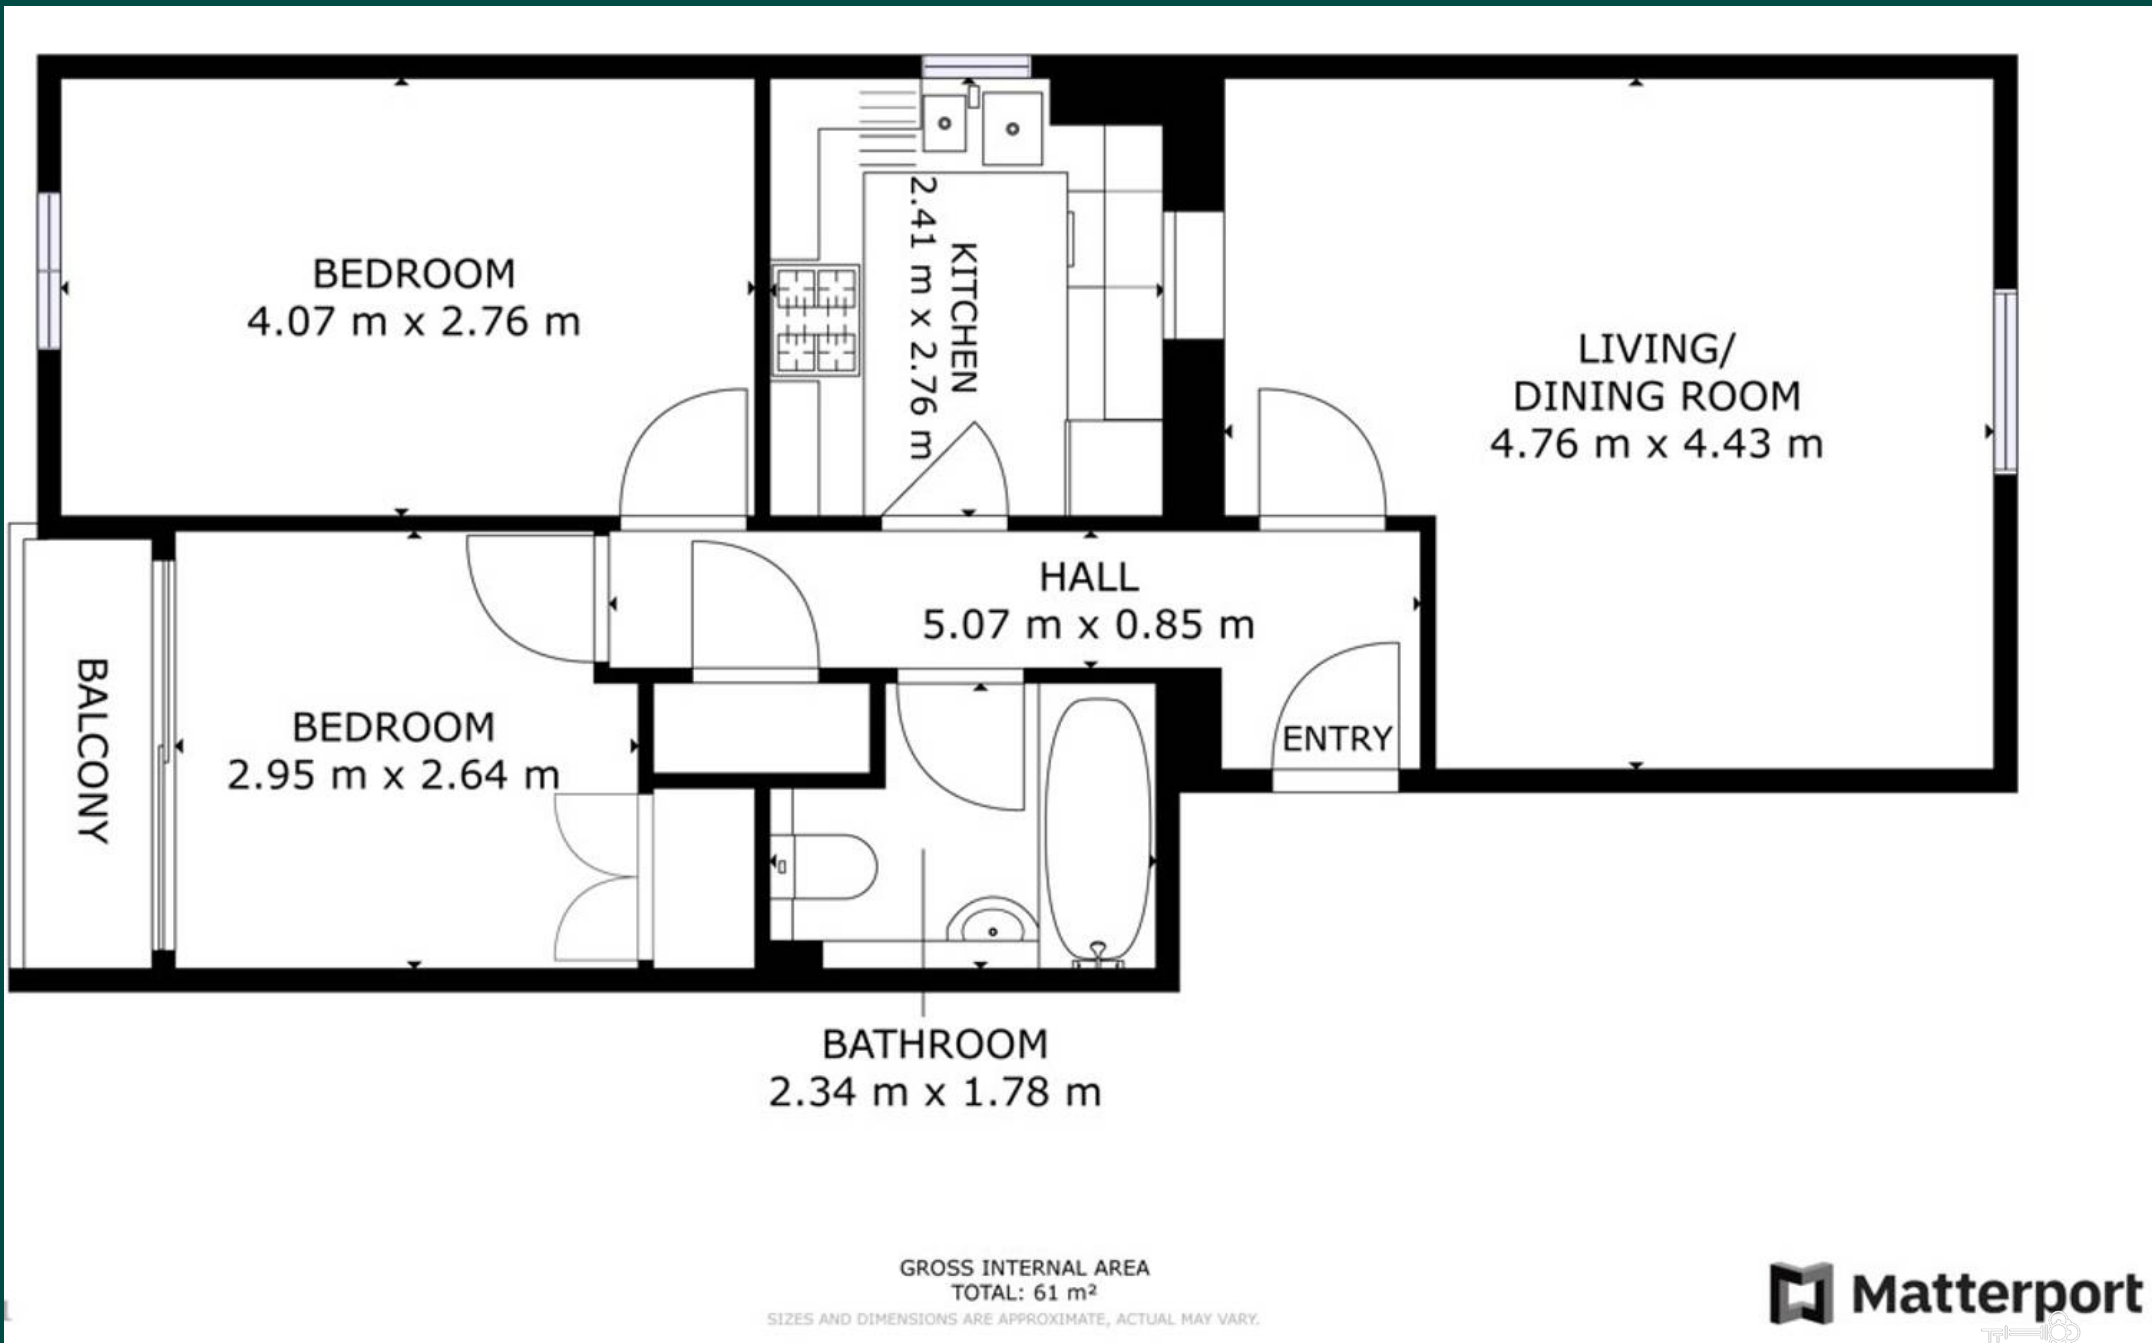 BEDROOM
4.07 m x 2.76 m
KITCHEN
2.41 m x 2.76 m
LIVING/
DINING ROOM
4.76 m x 4.43 m
HALL
5.07 m x 0.85 m
BALCONY
BEDROOM
2.95 m x 2.64 m
ENTRY
BATHROOM
2.34 m x 1.78 m
GROSS INTERNAL AREA
TOTAL: 61 m²
SIZES AND DIMENSIONS ARE APPROXIMATE, ACTUAL MAY VARY.
Matterport